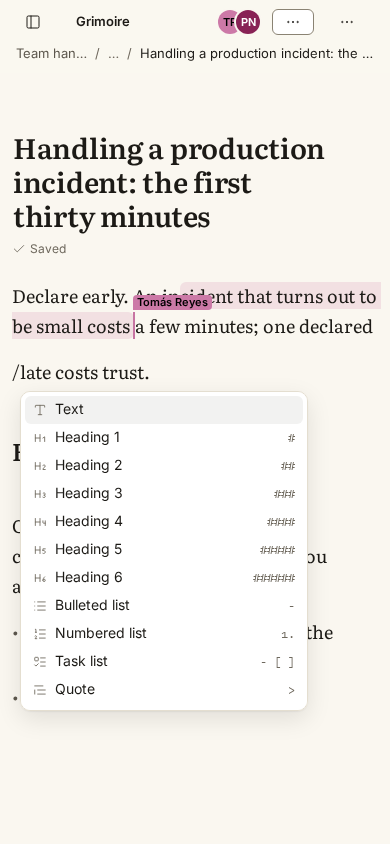 Grimoire
PN
Team han... / ... / Handling a production incident: the ...
Handling a production
incident: the first
thirty minutes
Saved
Declare early. An incident that turns out to
Tomás Reyes
be small costs a few minutes; one declared
/late costs trust.
Text
Heading 1 #
Heading 2 ##
Heading 3 ###
Heading 4 ####
Heading 5 #####
Heading 6 ######
Bulleted list -
Numbered list 1.
Task list - [ ]
Quote >
the